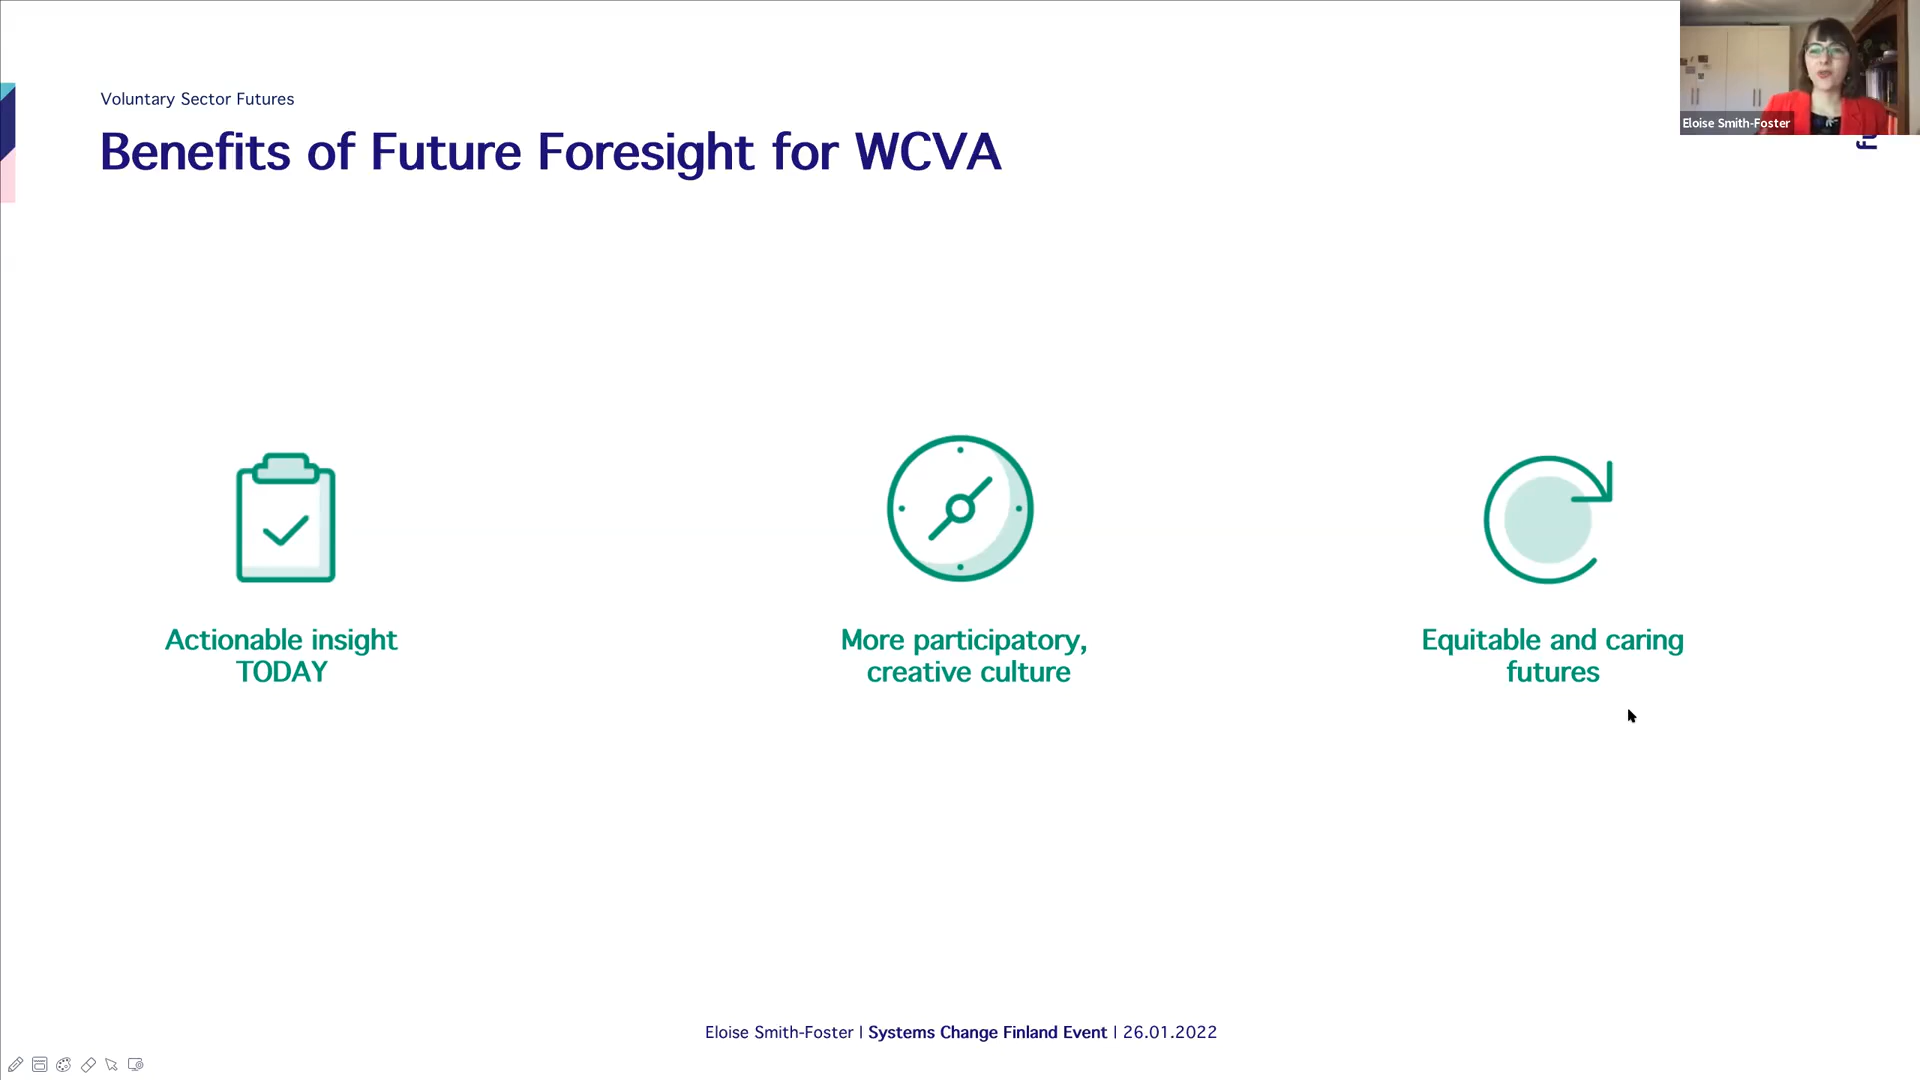 Voluntary Sector Futures
Benefits of Future Foresight for WCVA
Eloise Smith-Foster
Actionable insight
TODAY
More participatory,
creative culture
Equitable and caring
futures
Eloise Smith-Foster | Systems Change Finland Event | 26.01.2022